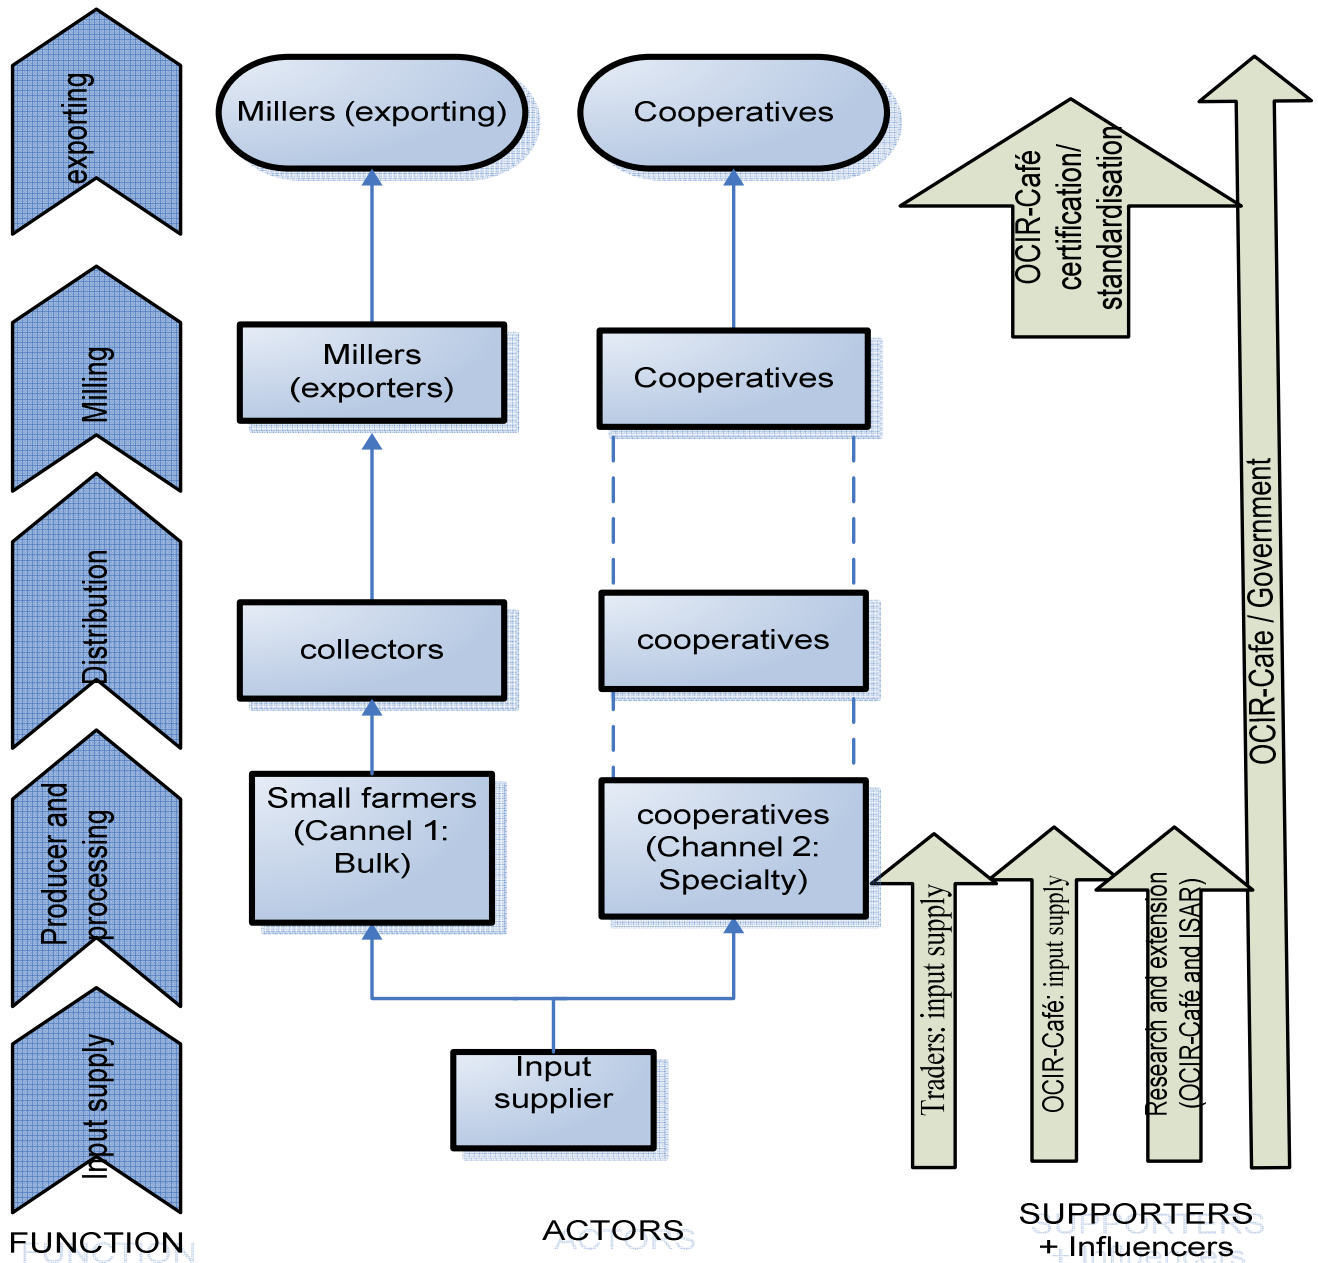 exporting
Millers (exporting)
Cooperatives
OCIR-Café
certification/
standardisation
Milling
Millers
(exporters)
Cooperatives
Distribution
collectors
cooperatives
OCIR-Cafe / Government
Producer and
processing
Small farmers
(Cannel 1:
Bulk)
cooperatives
(Channel 2:
Specialty)
Traders: input supply
OCIR-Café: input supply
Research and extension
(OCIR-Café and ISAR)
Input supply
Input
supplier
FUNCTION
ACTORS
SUPPORTERS
+ Influencers